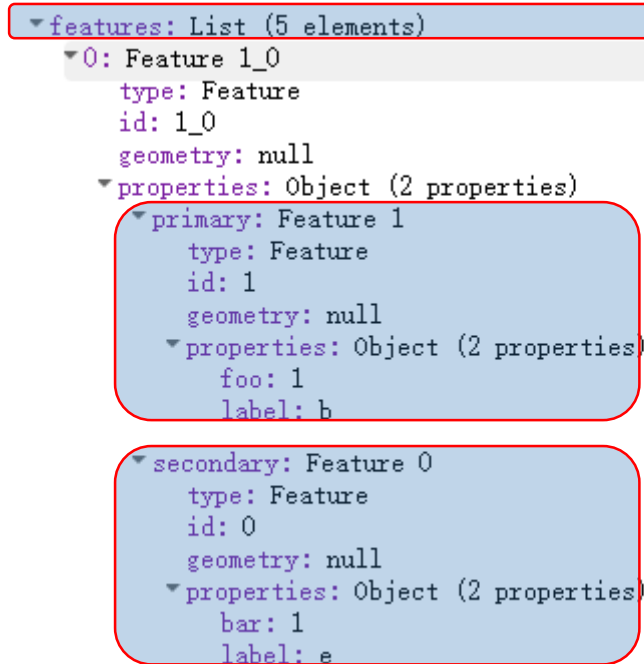 features: List (5 elements)
0: Feature 1_0
type: Feature
id: 1_0
geometry: null
properties: Object (2 properties)
primary: Feature 1
type: Feature
id: 1
geometry: null
properties: Object (2 properties)
foo: 1
label: b
secondary: Feature 0
type: Feature
id: 0
geometry: null
properties: Object (2 properties)
bar: 1
label: e